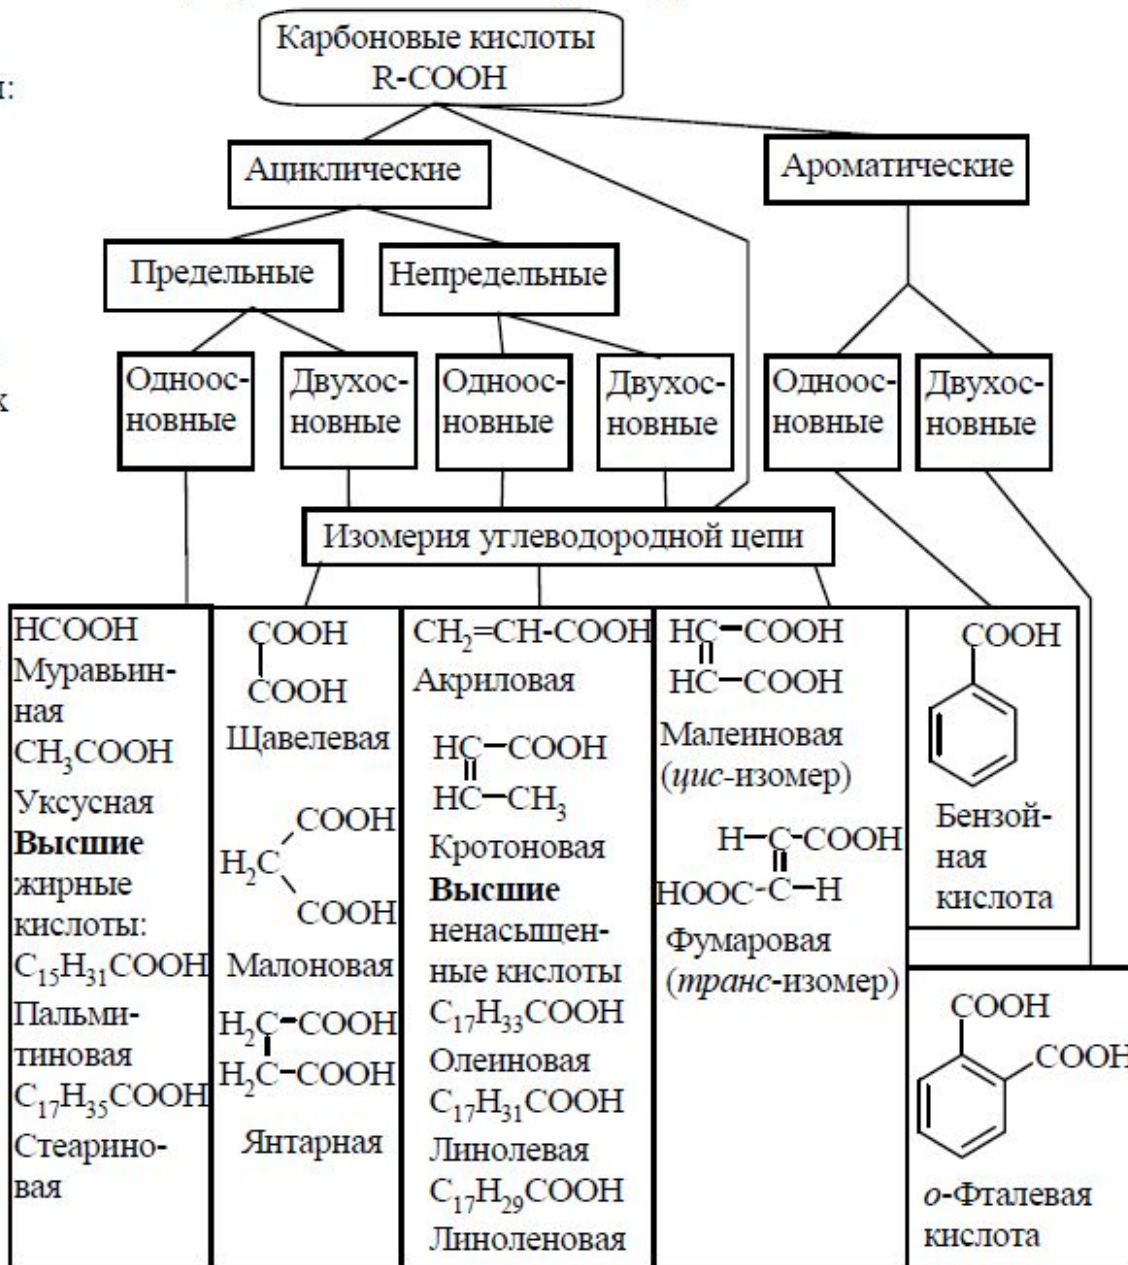 Карбоновые кислоты
R-COOH
и:
Ациклические
Ароматические
Предельные
Непредельные
Одноос-
новные
Двухос-
новные
Одноос-
новные
Двухос-
новные
Одноос-
новные
Двухос-
новные
х
Изомерия углеводородной цепи
HCOOH
Муравьин-
ная
CH₃COOH
Уксусная
Высшие
жирные
кислоты:
C₁₅H₃₁COOH
Пальми-
тиновая
C₁₇H₃₅COOH
Стеарино-
вая
COOH
COOH
Щавелевая
COOH
H₂C
COOH
Малоновая
H₂C-COOH
H₂C-COOH
Янтарная
CH₂=CH-COOH
Акриловая
HC-COOH
HC-CH₃
Кротоновая
Высшие
ненасыщен-
ные кислоты
C₁₇H₃₃COOH
Олеиновая
C₁₇H₃₁COOH
Линолевая
C₁₇H₂₉COOH
Линоленовая
HC-COOH
HC-COOH
Малеиновая
(цис-изомер)
H-C-COOH
HOOC-C-H
Фумаровая
(транс-изомер)
COOH
Бензой-
ная
кислота
COOH
COOH
о-Фталевая
кислота